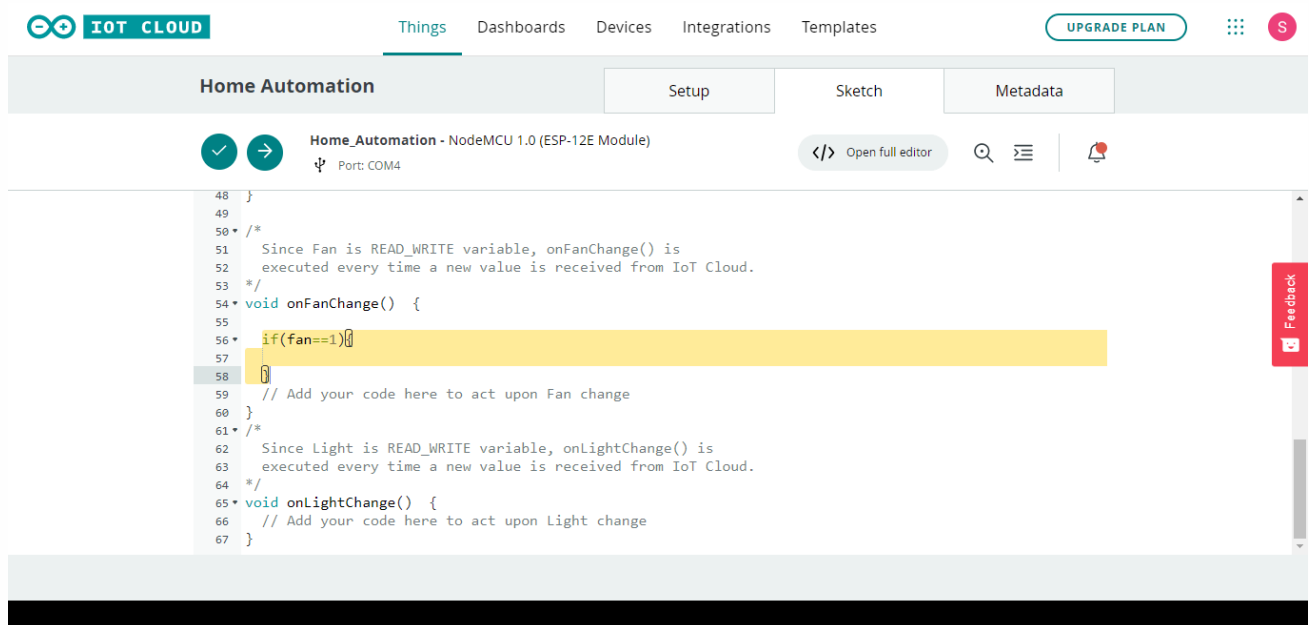 IOT CLOUD
Things Dashboards Devices Integrations Templates
UPGRADE PLAN
S
Home Automation
Setup Sketch Metadata
Home_Automation - NodeMCU 1.0 (ESP-12E Module)
Port: COM4
</> Open full editor
48 }
49
50 /*
51 Since Fan is READ_WRITE variable, onFanChange() is
52 executed every time a new value is received from IoT Cloud.
53 */
54 void onFanChange()  {
55
56 if(fan==1){
57
58 }
59 // Add your code here to act upon Fan change
60 }
61 /*
62 Since Light is READ_WRITE variable, onLightChange() is
63 executed every time a new value is received from IoT Cloud.
64 */
65 void onLightChange()  {
66 // Add your code here to act upon Light change
67 }
Feedback